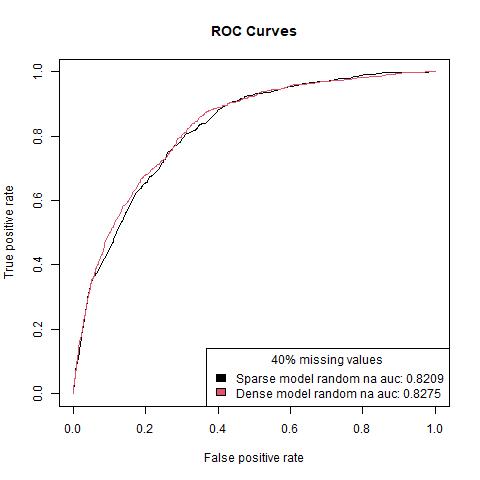 ROC Curves
1.0
0.8
0.6
0.4
0.2
0.0
True positive rate
40% missing values
Sparse model random na auc: 0.8209
Dense model random na auc: 0.8275
0.0 0.2 0.4 0.6 0.8 1.0
False positive rate